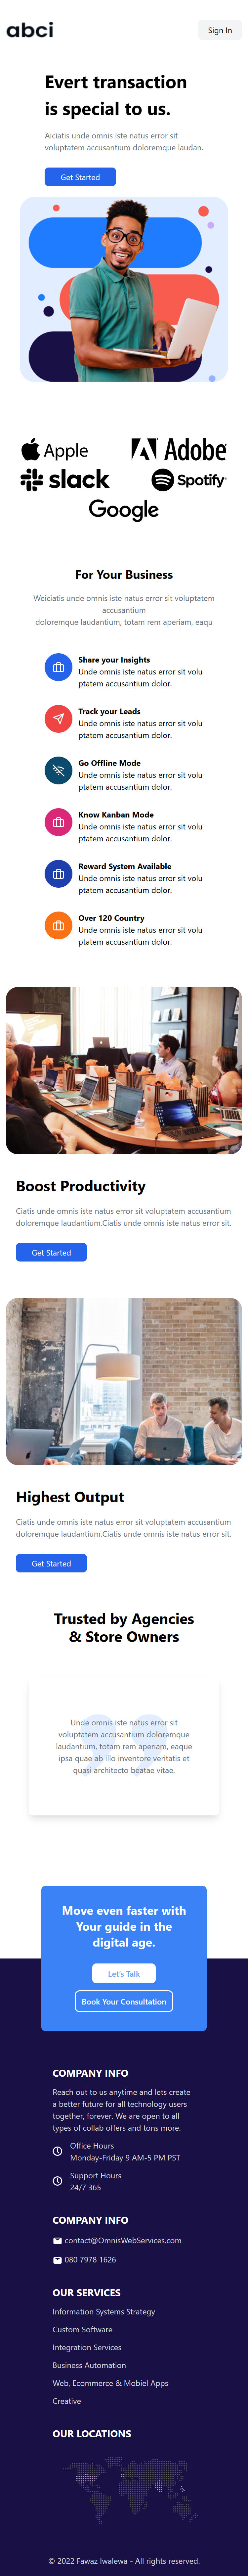 abci
Sign In
Evert transaction
is special to us.
Aiciatis unde omnis iste natus error sit
voluptatem accusantium doloremque laudan.
Get Started
Apple
Adobe
slack
Spotify
Google
For Your Business
Weiciatis unde omnis iste natus error sit voluptatem
accusantium
doloremque laudantium, totam rem aperiam, eaqu
Share your Insights
Unde omnis iste natus error sit volu
ptatem accusantium dolor.
Track your Leads
Unde omnis iste natus error sit volu
ptatem accusantium dolor.
Go Offline Mode
Unde omnis iste natus error sit volu
ptatem accusantium dolor.
Know Kanban Mode
Unde omnis iste natus error sit volu
ptatem accusantium dolor.
Reward System Available
Unde omnis iste natus error sit volu
ptatem accusantium dolor.
Over 120 Country
Unde omnis iste natus error sit volu
ptatem accusantium dolor.
Boost Productivity
Ciatis unde omnis iste natus error sit voluptatem accusantium
doloremque laudantium.Ciatis unde omnis iste natus error sit.
Get Started
Highest Output
Ciatis unde omnis iste natus error sit voluptatem accusantium
doloremque laudantium.Ciatis unde omnis iste natus error sit.
Get Started
Trusted by Agencies
& Store Owners
Unde omnis iste natus error sit
voluptatem accusantium doloremque
laudantium, totam rem aperiam, eaque
ipsa quae ab illo inventore veritatis et
quasi architecto beatae vitae.
Move even faster with
Your guide in the
digital age.
Let's Talk
Book Your Consultation
COMPANY INFO
Reach out to us anytime and lets create
a better future for all technology users
together, forever. We are open to all
types of collab offers and tons more.
Office Hours
Monday-Friday 9 AM-5 PM PST
Support Hours
24/7 365
COMPANY INFO
contact@OmnisWebServices.com
080 7978 1626
OUR SERVICES
Information Systems Strategy
Custom Software
Integration Services
Business Automation
Web, Ecommerce & Mobiel Apps
Creative
OUR LOCATIONS
© 2022 Fawaz Iwalewa - All rights reserved.